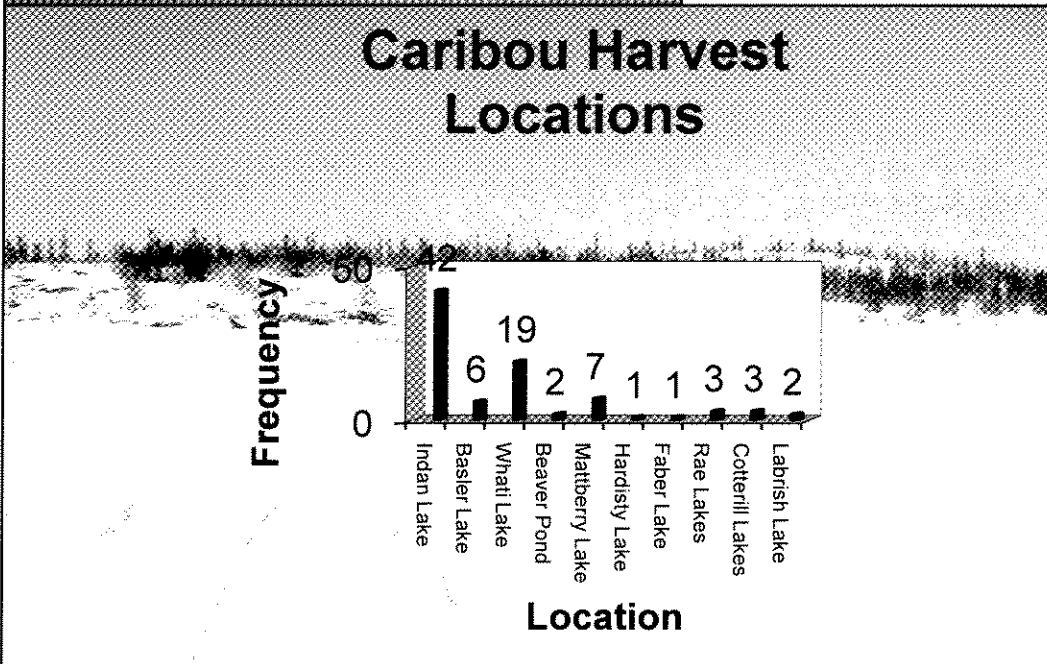 Caribou Harvest
Locations
Frequency
50
0
42
6
19
2
7
1
1
3
3
2
Indan Lake
Basler Lake
Whati Lake
Beaver Pond
Mattberry Lake
Hardisty Lake
Faber Lake
Rae Lakes
Cotterill Lakes
Labrish Lake
Location